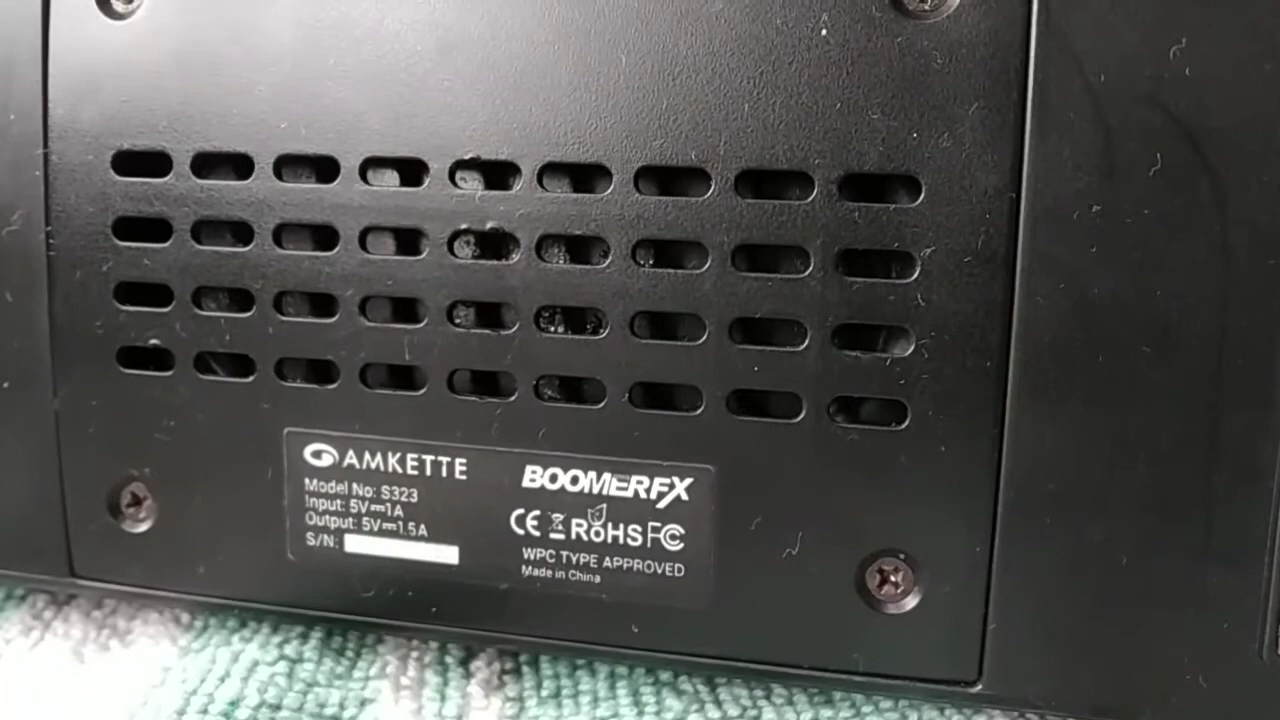 AMKETTE
Model No: S323
Input: 5V⎓1A
Output: 5V⎓1.5A
S/N:
BOOMERFX
CE RoHS FC
WPC TYPE APPROVED
Made in China